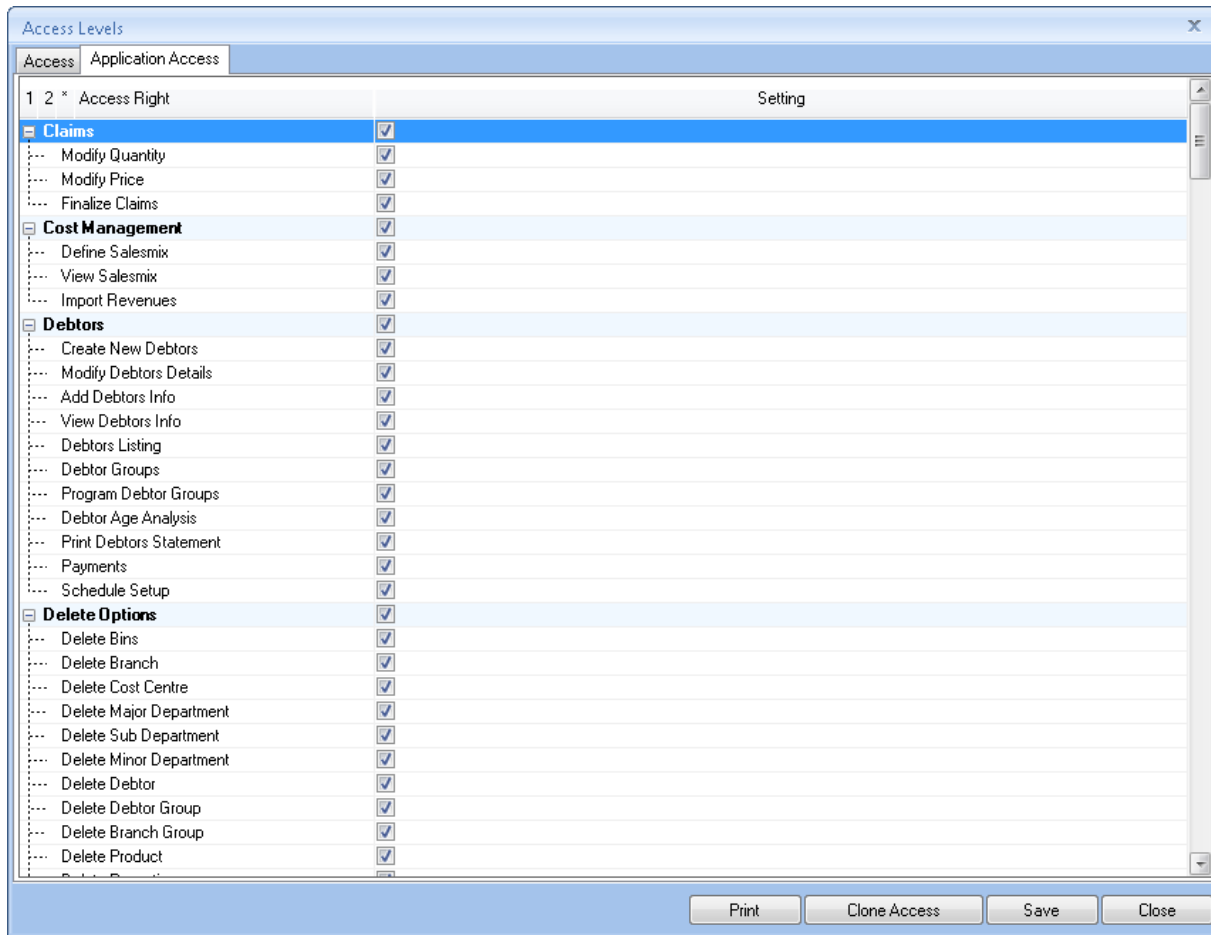 Access Levels
Access Application Access
1 2 * Access Right Setting
Claims
Modify Quantity
Modify Price
Finalize Claims
Cost Management
Define Salesmix
View Salesmix
Import Revenues
Debtors
Create New Debtors
Modify Debtors Details
Add Debtors Info
View Debtors Info
Debtors Listing
Debtor Groups
Program Debtor Groups
Debtor Age Analysis
Print Debtors Statement
Payments
Schedule Setup
Delete Options
Delete Bins
Delete Branch
Delete Cost Centre
Delete Major Department
Delete Sub Department
Delete Minor Department
Delete Debtor
Delete Debtor Group
Delete Branch Group
Delete Product
Print Clone Access Save Close